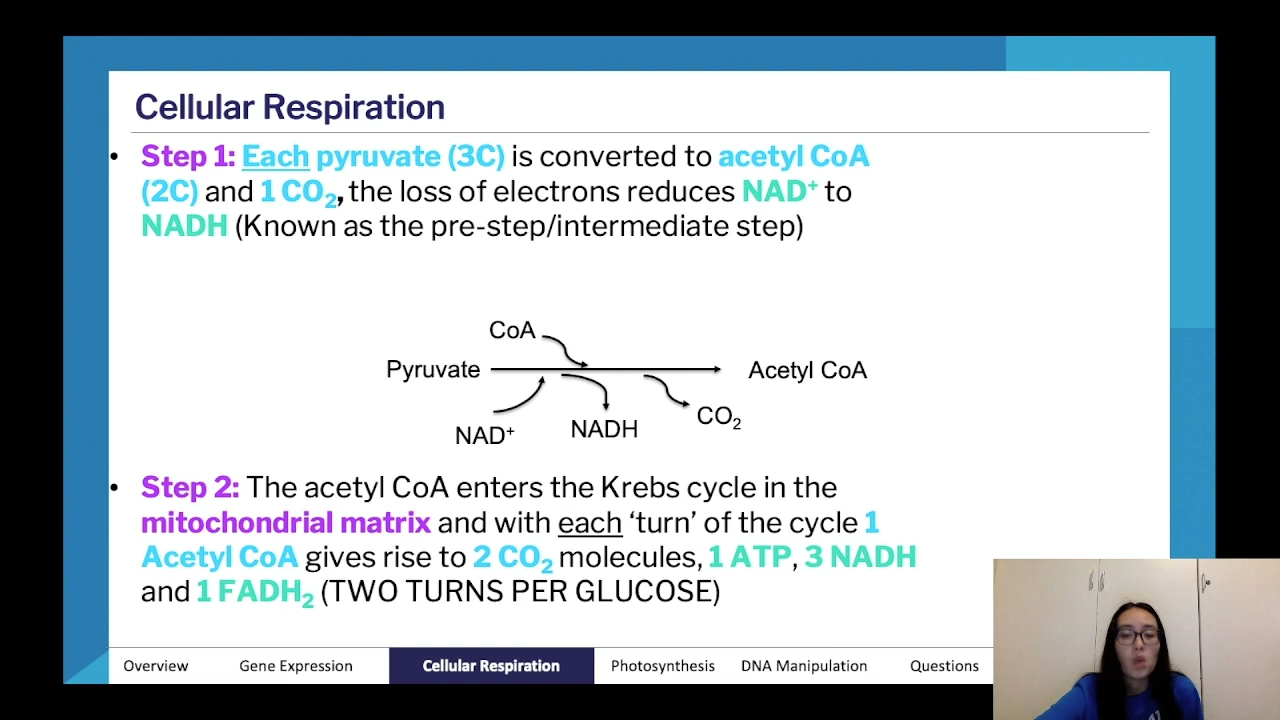 Cellular Respiration
• Step 1: Each pyruvate (3C) is converted to acetyl CoA
(2C) and 1 CO₂, the loss of electrons reduces NAD⁺ to
NADH (Known as the pre-step/intermediate step)
CoA
Pyruvate
Acetyl CoA
NAD⁺
NADH
CO₂
• Step 2: The acetyl CoA enters the Krebs cycle in the
mitochondrial matrix and with each ‘turn’ of the cycle 1
Acetyl CoA gives rise to 2 CO₂ molecules, 1 ATP, 3 NADH
and 1 FADH₂ (TWO TURNS PER GLUCOSE)
Overview Gene Expression Cellular Respiration Photosynthesis DNA Manipulation Questions